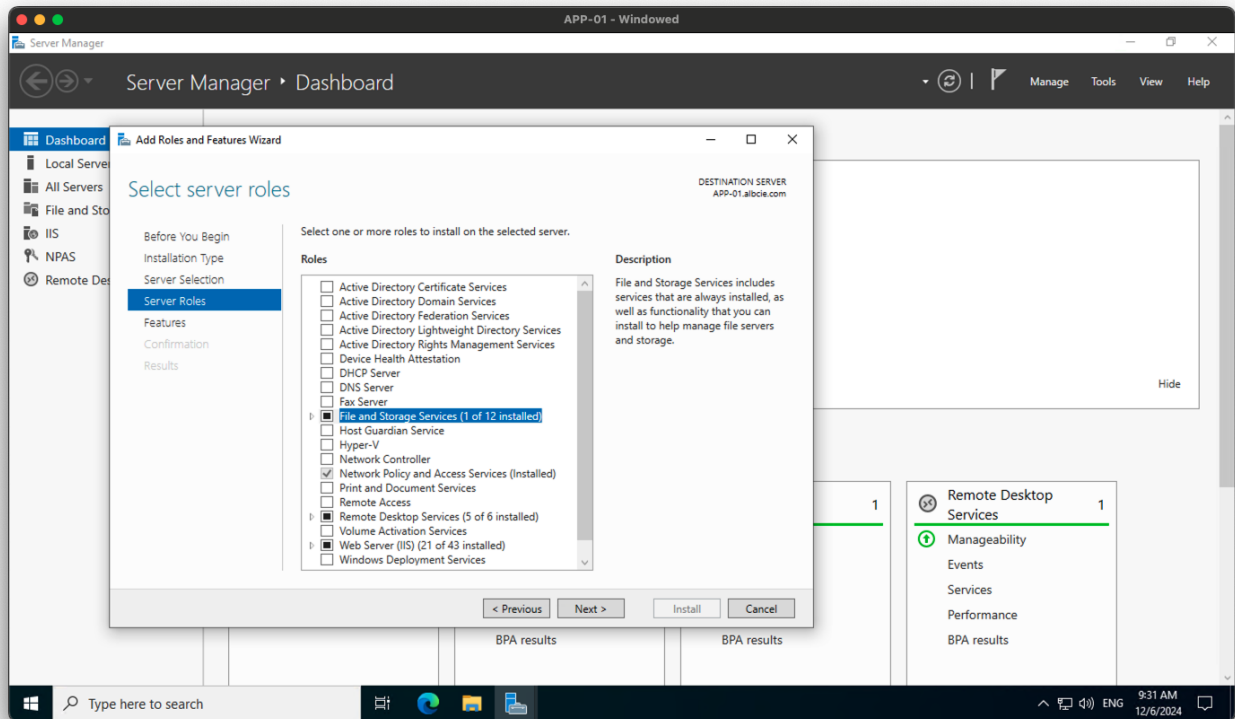 APP-01 - Windowed
Server Manager
Server Manager ‣ Dashboard
Manage
Tools
View
Help
Dashboard
Local Server
All Servers
File and Sto
IIS
NPAS
Remote Des
Add Roles and Features Wizard
Select server roles
DESTINATION SERVER
APP-01.albcie.com
Before You Begin
Installation Type
Server Selection
Server Roles
Features
Confirmation
Results
Select one or more roles to install on the selected server.
Roles
Active Directory Certificate Services
Active Directory Domain Services
Active Directory Federation Services
Active Directory Lightweight Directory Services
Active Directory Rights Management Services
Device Health Attestation
DHCP Server
DNS Server
Fax Server
File and Storage Services (1 of 12 installed)
Host Guardian Service
Hyper-V
Network Controller
Network Policy and Access Services (Installed)
Print and Document Services
Remote Access
Remote Desktop Services (5 of 6 installed)
Volume Activation Services
Web Server (IIS) (21 of 43 installed)
Windows Deployment Services
Description
File and Storage Services includes
services that are always installed, as
well as functionality that you can
install to help manage file servers
and storage.
< Previous
Next >
Install
Cancel
Hide
BPA results
1
BPA results
Remote Desktop
Services
1
Manageability
Events
Services
Performance
BPA results
Type here to search
ENG
9:31 AM
12/6/2024